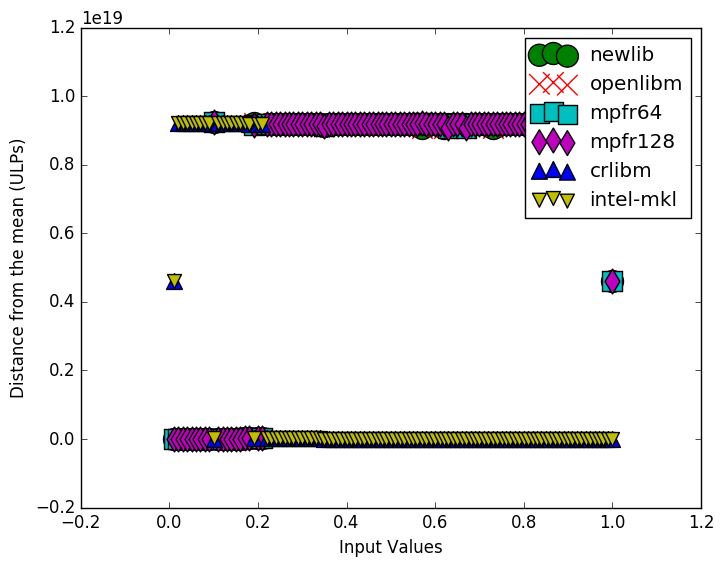 1e19
1.2
1.0
0.8
0.6
0.4
0.2
0.0
−0.2
−0.2
0.0
0.2
0.4
0.6
0.8
1.0
1.2
Distance from the mean (ULPs)
Input Values
newlib
openlibm
mpfr64
mpfr128
crlibm
intel-mkl